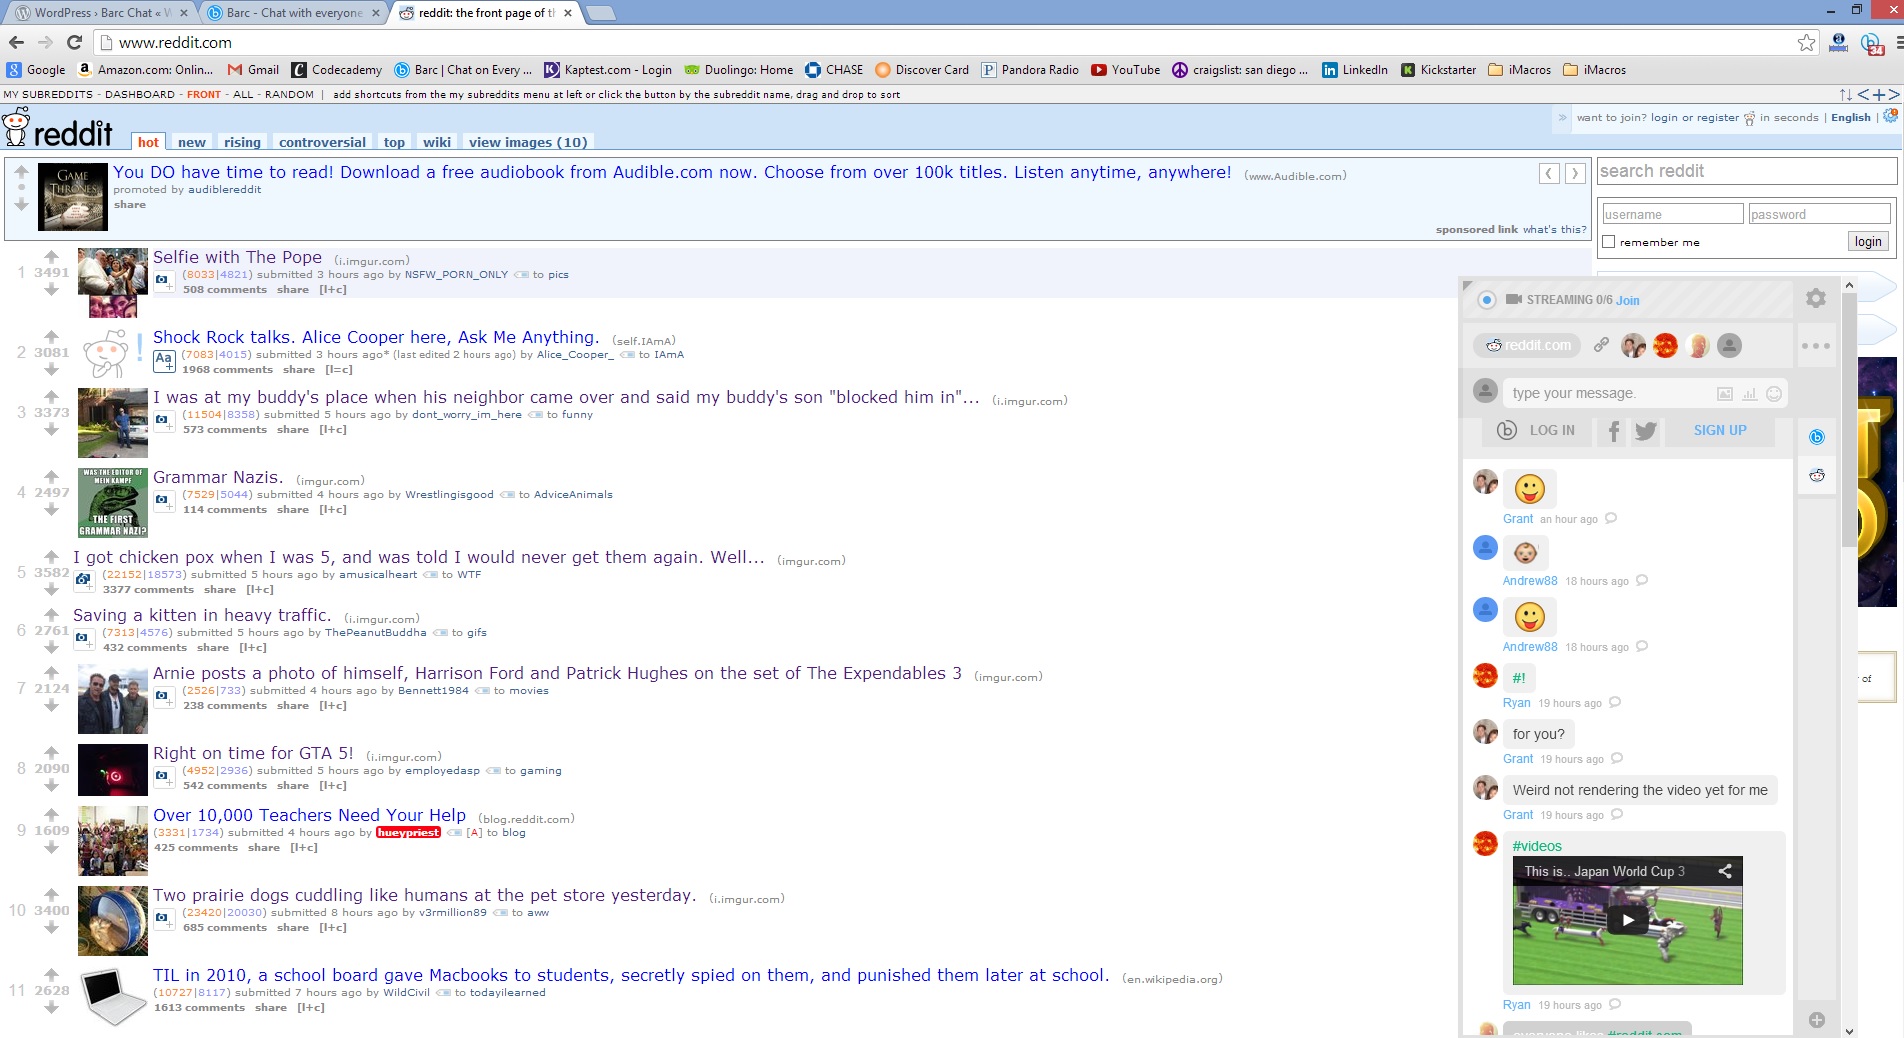 WordPress › Barc Chat « W
Barc - Chat with everyone
reddit: the front page of th
www.reddit.com
34
Google
Amazon.com: Onlin...
Gmail
Codecademy
Barc | Chat on Every ...
Kaptest.com - Login
Duolingo: Home
CHASE
Discover Card
Pandora Radio
YouTube
craigslist: san diego ...
LinkedIn
Kickstarter
iMacros
iMacros
MY SUBREDDITS - DASHBOARD - FRONT - ALL - RANDOM | add shortcuts from the my subreddits menu at left or click the button by the subreddit name, drag and drop to sort
reddit
hot new rising controversial top wiki view images (10)
want to join? login or register in seconds | English |
GAME THRONES
You DO have time to read! Download a free audiobook from Audible.com now. Choose from over 100k titles. Listen anytime, anywhere! (www.Audible.com)
promoted by audiblereddit
share
sponsored link what's this?
search reddit
username
password
remember me
login
1 3491
Selfie with The Pope (i.imgur.com)
(8033|4821) submitted 3 hours ago by NSFW_PORN_ONLY to pics
508 comments share [l+c]
2 3081
Shock Rock talks. Alice Cooper here, Ask Me Anything. (self.IAmA)
Aa
(7083|4015) submitted 3 hours ago* (last edited 2 hours ago) by Alice_Cooper_ to IAmA
1968 comments share [l=c]
3 3373
I was at my buddy's place when his neighbor came over and said my buddy's son "blocked him in"... (i.imgur.com)
(11504|8358) submitted 5 hours ago by dont_worry_im_here to funny
573 comments share [l+c]
4 2497
WAS THE EDITOR OF
MEIN KAMPF
THE FIRST
GRAMMAR NAZI?
Grammar Nazis. (imgur.com)
(7529|5044) submitted 4 hours ago by Wrestlingisgood to AdviceAnimals
114 comments share [l+c]
5 3582
I got chicken pox when I was 5, and was told I would never get them again. Well... (imgur.com)
(22152|18573) submitted 5 hours ago by amusicalheart to WTF
3377 comments share [l+c]
6 2761
Saving a kitten in heavy traffic. (i.imgur.com)
(7313|4576) submitted 5 hours ago by ThePeanutBuddha to gifs
432 comments share [l+c]
7 2124
Arnie posts a photo of himself, Harrison Ford and Patrick Hughes on the set of The Expendables 3 (imgur.com)
(2526|733) submitted 4 hours ago by Bennett1984 to movies
238 comments share [l+c]
8 2090
Right on time for GTA 5! (i.imgur.com)
(4952|2936) submitted 5 hours ago by employedasp to gaming
542 comments share [l+c]
9 1609
Over 10,000 Teachers Need Your Help (blog.reddit.com)
(3331|1734) submitted 4 hours ago by hueypriest [A] to blog
425 comments share [l+c]
10 3400
Two prairie dogs cuddling like humans at the pet store yesterday. (i.imgur.com)
(23420|20030) submitted 8 hours ago by v3rmillion89 to aww
685 comments share [l+c]
11 2628
TIL in 2010, a school board gave Macbooks to students, secretly spied on them, and punished them later at school. (en.wikipedia.org)
(10727|8117) submitted 7 hours ago by WildCivil to todayilearned
1613 comments share [l+c]
STREAMING 0/6 Join
reddit.com
type your message.
LOG IN
SIGN UP
Grant an hour ago
Andrew88 18 hours ago
Andrew88 18 hours ago
#!
Ryan 19 hours ago
for you?
Grant 19 hours ago
Weird not rendering the video yet for me
Grant 19 hours ago
#videos
This is.. Japan World Cup 3
Ryan 19 hours ago
everyone likes #reddit.com
of